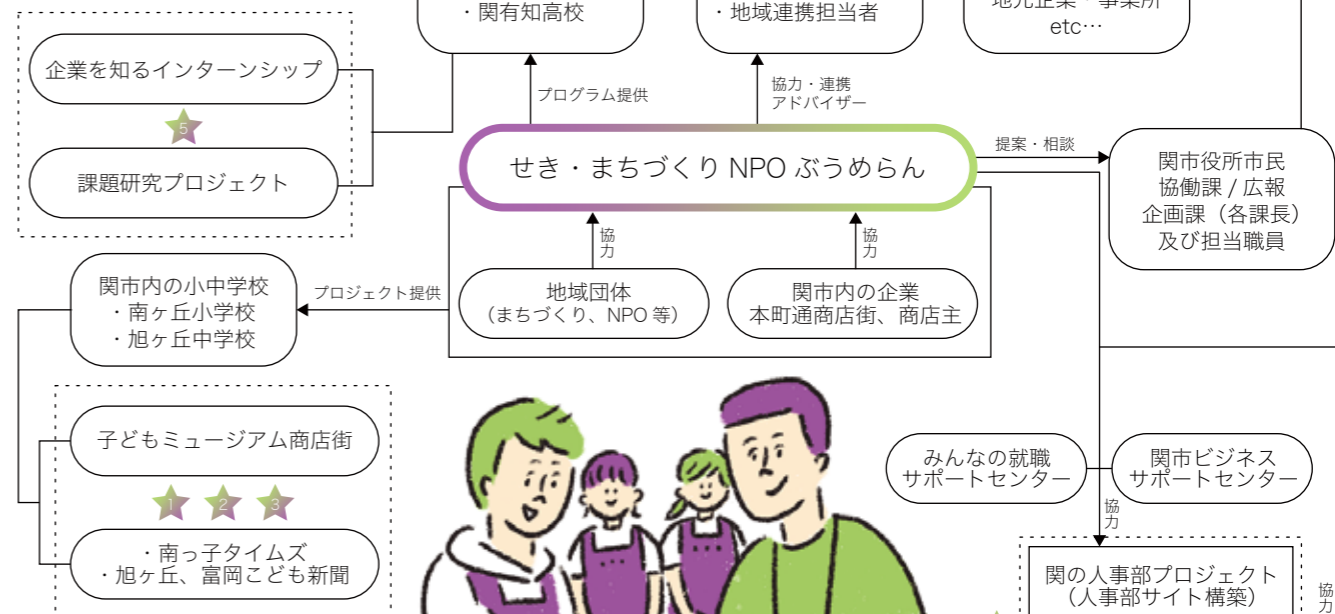 ・関有知高校
・地域連携担当者
地元企業・事業所
etc…
企業を知るインターンシップ
5
課題研究プロジェクト
プログラム提供
協力・連携
アドバイザー
せき・まちづくり NPO ぶうめらん
提案・相談
関市役所市民
協働課 / 広報
企画課（各課長）
及び担当職員
協力
協力
関市内の小中学校
・南ヶ丘小学校
・旭ヶ丘中学校
プロジェクト提供
地域団体
（まちづくり、NPO 等）
関市内の企業
本町通商店街、商店主
子どもミュージアム商店街
1 2 3
・南っ子タイムズ
・旭ヶ丘、富岡こども新聞
みんなの就職
サポートセンター
関市ビジネス
サポートセンター
協力
関の人事部プロジェクト
（人事部サイト構築）
協力